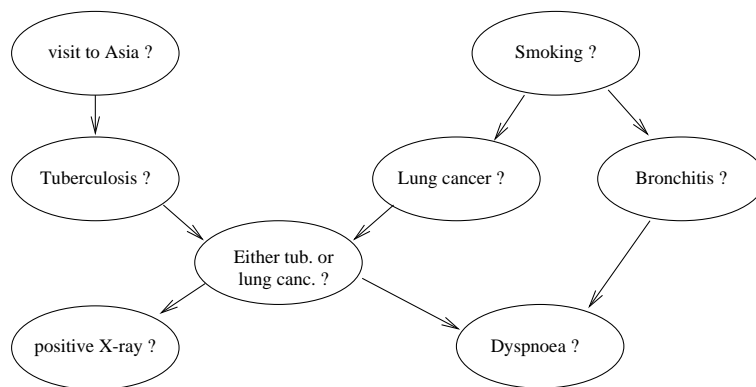 visit to Asia ?
Smoking ?
Tuberculosis ?
Lung cancer ?
Bronchitis ?
Either tub. or
lung canc. ?
positive X-ray ?
Dyspnoea ?